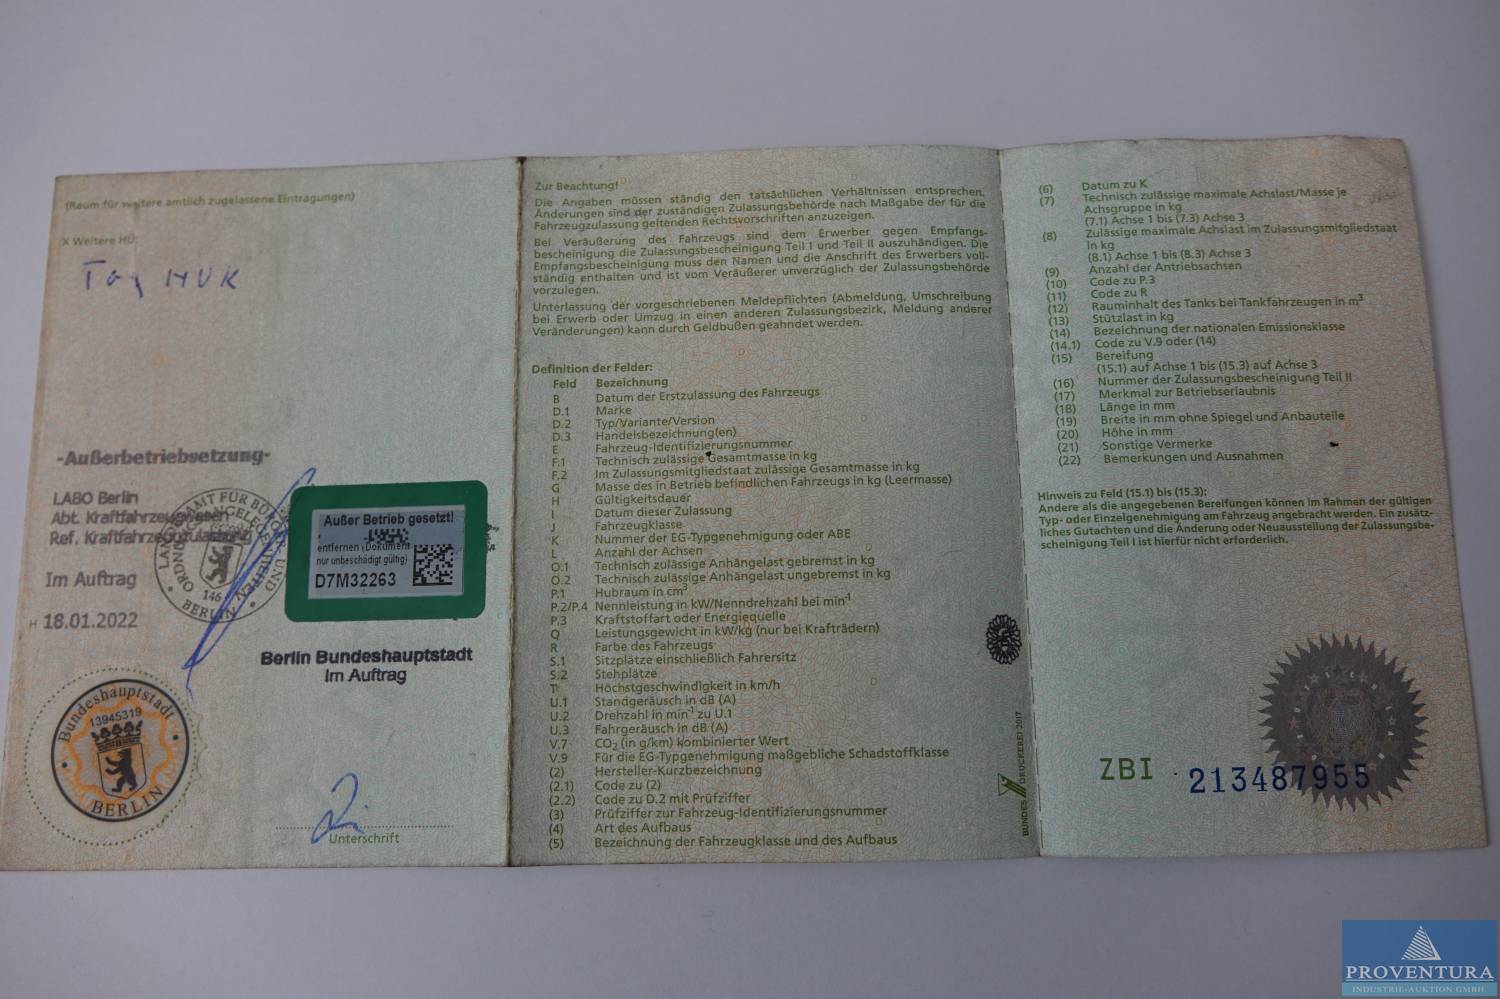 (Raum für weitere amtlich zugelassene Eintragungen)
X Weitere HU:
-Außerbetriebsetzung-
LABO Berlin
Abt. Kraftfahrzeugwesen
Ref. Kraftfahrzeugzulassung
Im Auftrag
H 18.01.2022
146
BERLIN
Außer Betrieb gesetzt!
entfernen (Dokument
nur unbeschädigt gültig)
D7M32263
Berlin Bundeshauptstadt
Im Auftrag
Bundeshauptstadt
13945319
BERLIN
Unterschrift
Zur Beachtung!
Die Angaben müssen ständig den tatsächlichen Verhältnissen entsprechen.
Änderungen sind der zuständigen Zulassungsbehörde nach Maßgabe der für die
Fahrzeugzulassung geltenden Rechtsvorschriften anzuzeigen.
Bei Veräußerung des Fahrzeugs sind dem Erwerber gegen Empfangs-
bescheinigung die Zulassungsbescheinigung Teil I und Teil II auszuhändigen. Die
Empfangsbescheinigung muss den Namen und die Anschrift des Erwerbers voll-
ständig enthalten und ist vom Veräußerer unverzüglich der Zulassungsbehörde
vorzulegen.
Unterlassung der vorgeschriebenen Meldepflichten (Abmeldung, Umschreibung
bei Erwerb oder Umzug in einen anderen Zulassungsbezirk, Meldung anderer
Veränderungen) kann durch Geldbußen geahndet werden.
Definition der Felder:
Feld Bezeichnung
B Datum der Erstzulassung des Fahrzeugs
D.1 Marke
D.2 Typ/Variante/Version
D.3 Handelsbezeichnung(en)
E Fahrzeug-Identifizierungsnummer
F.1 Technisch zulässige Gesamtmasse in kg
F.2 Im Zulassungsmitgliedstaat zulässige Gesamtmasse in kg
G Masse des in Betrieb befindlichen Fahrzeugs in kg (Leermasse)
H Gültigkeitsdauer
I Datum dieser Zulassung
J Fahrzeugklasse
K Nummer der EG-Typgenehmigung oder ABE
L Anzahl der Achsen
O.1 Technisch zulässige Anhängelast gebremst in kg
O.2 Technisch zulässige Anhängelast ungebremst in kg
P.1 Hubraum in cm³
P.2/P.4 Nennleistung in kW/Nenndrehzahl bei min⁻¹
P.3 Kraftstoffart oder Energiequelle
Q Leistungsgewicht in kW/kg (nur bei Krafträdern)
R Farbe des Fahrzeugs
S.1 Sitzplätze einschließlich Fahrersitz
S.2 Stehplätze
T Höchstgeschwindigkeit in km/h
U.1 Standgeräusch in dB (A)
U.2 Drehzahl in min⁻¹ zu U.1
U.3 Fahrgeräusch in dB (A)
V.7 CO₂ (in g/km) kombinierter Wert
V.9 Für die EG-Typgenehmigung maßgebliche Schadstoffklasse
(2) Hersteller-Kurzbezeichnung
(2.1) Code zu (2)
(2.2) Code zu D.2 mit Prüfziffer
(3) Prüfziffer zur Fahrzeug-Identifizierungsnummer
(4) Art des Aufbaus
(5) Bezeichnung der Fahrzeugklasse und des Aufbaus
BUNDESDRUCKEREI 2017
(6) Datum zu K
(7) Technisch zulässige maximale Achslast/Masse je
Achsgruppe in kg
(7.1) Achse 1 bis (7.3) Achse 3
(8) Zulässige maximale Achslast im Zulassungsmitgliedstaat
in kg
(8.1) Achse 1 bis (8.3) Achse 3
(9) Anzahl der Antriebsachsen
(10) Code zu P.3
(11) Code zu R
(12) Rauminhalt des Tanks bei Tankfahrzeugen in m³
(13) Stützlast in kg
(14) Bezeichnung der nationalen Emissionsklasse
(14.1) Code zu V.9 oder (14)
(15) Bereifung
(15.1) auf Achse 1 bis (15.3) auf Achse 3
(16) Nummer der Zulassungsbescheinigung Teil II
(17) Merkmal zur Betriebserlaubnis
(18) Länge in mm
(19) Breite in mm ohne Spiegel und Anbauteile
(20) Höhe in mm
(21) Sonstige Vermerke
(22) Bemerkungen und Ausnahmen
Hinweis zu Feld (15.1) bis (15.3):
Andere als die angegebenen Bereifungen können im Rahmen der gültigen
Typ- oder Einzelgenehmigung am Fahrzeug angebracht werden. Ein zusätz-
liches Gutachten und die Änderung oder Neuausstellung der Zulassungsbe-
scheinigung Teil I ist hierfür nicht erforderlich.
ZBI 213487955
PROVENTURA
INDUSTRIE-AUKTION GMBH